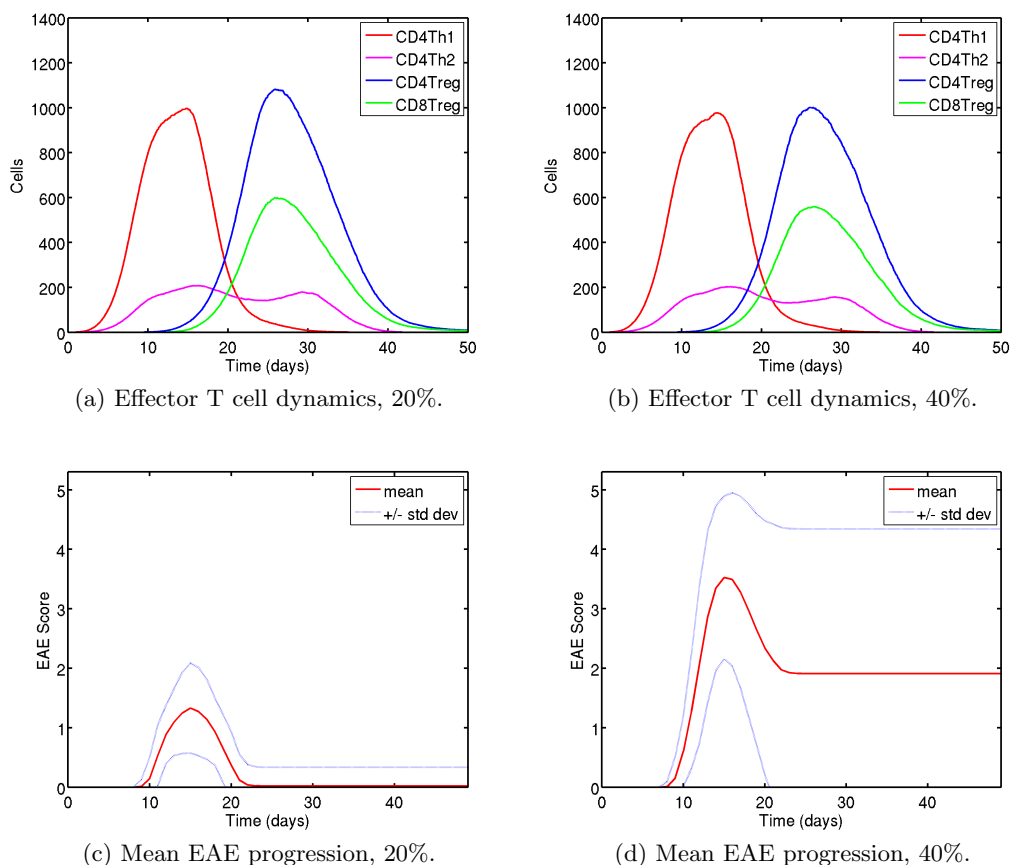 1400
1200
1000
800
600
400
200
0
Cells
0 10 20 30 40 50
Time (days)
CD4Th1
CD4Th2
CD4Treg
CD8Treg
(a) Effector T cell dynamics, 20%.
1400
1200
1000
800
600
400
200
0
Cells
0 10 20 30 40 50
Time (days)
CD4Th1
CD4Th2
CD4Treg
CD8Treg
(b) Effector T cell dynamics, 40%.
5
4
3
2
1
0
EAE Score
0 10 20 30 40
Time (days)
mean
+/- std dev
(c) Mean EAE progression, 20%.
5
4
3
2
1
0
EAE Score
0 10 20 30 40
Time (days)
mean
+/- std dev
(d) Mean EAE progression, 40%.